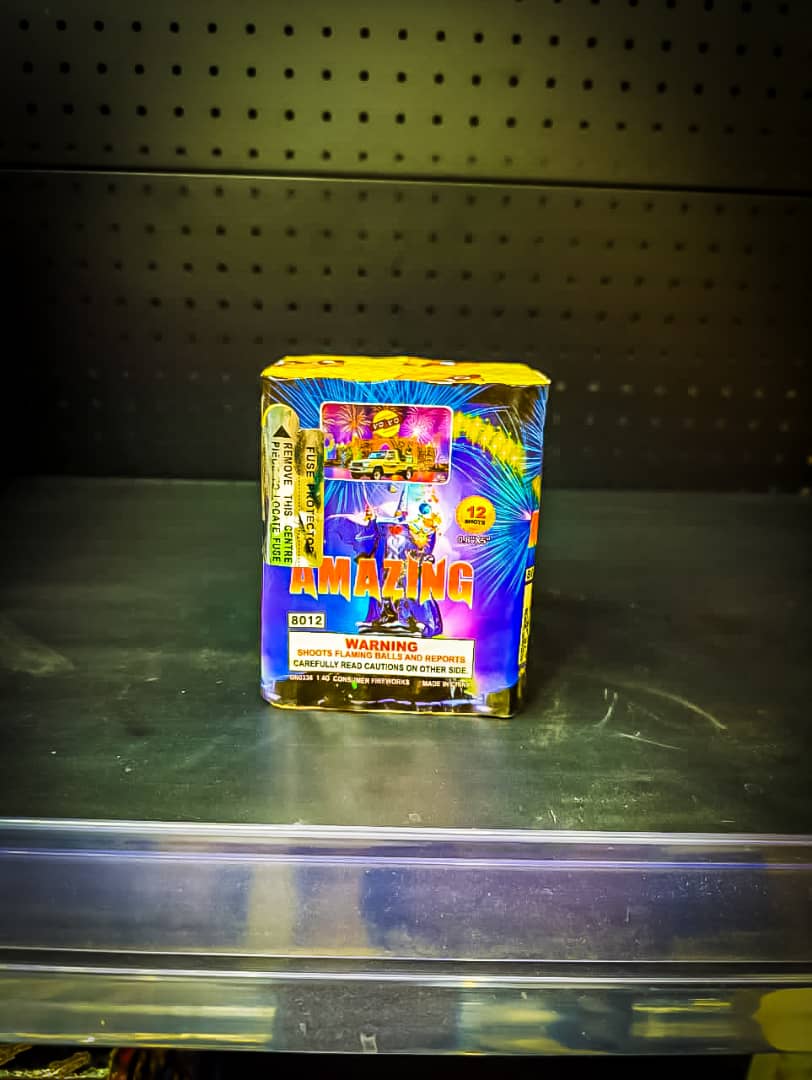 YOYO
FUSE PROTECTOR
REMOVE THIS CENTRE
TO LOCATE FUSE
12
SHOTS
AMAZING
8012
WARNING
SHOOTS FLAMING BALLS AND REPORTS
CAREFULLY READ CAUTIONS ON OTHER SIDE.
CONSUMER FIREWORKS MADE IN CHINA